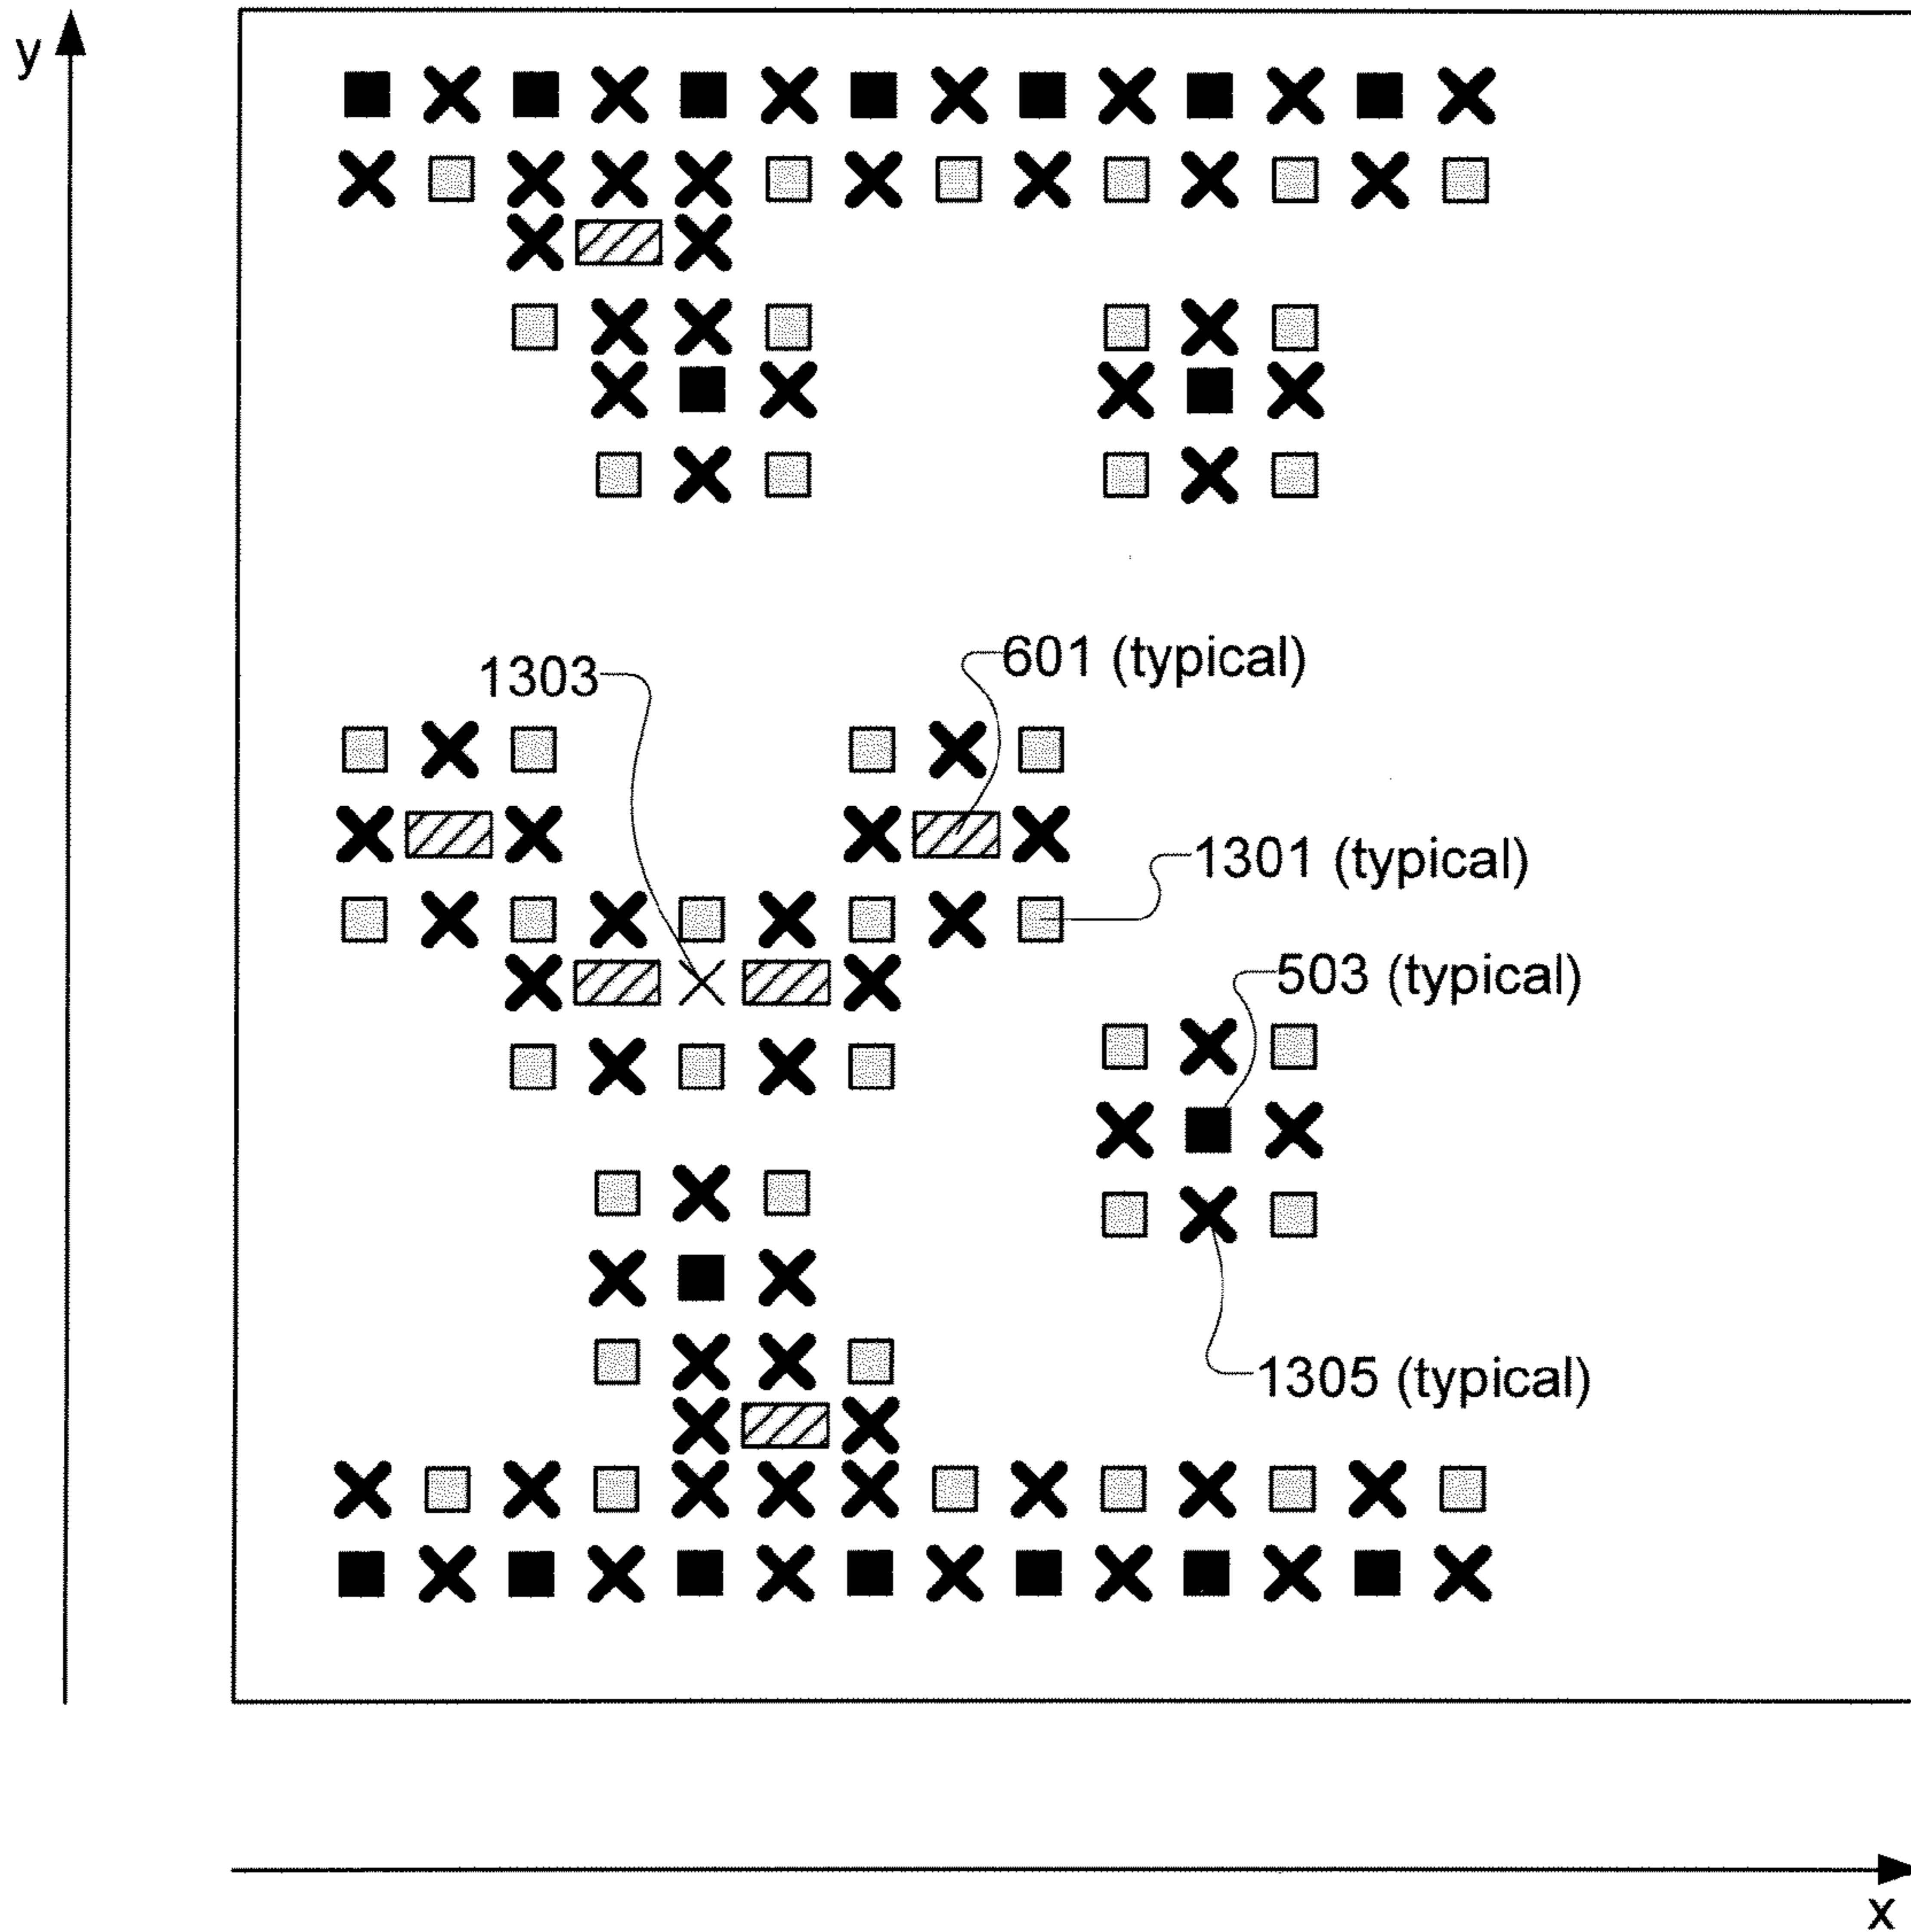 y
601 (typical)
1303
1301 (typical)
503 (typical)
1305 (typical)
x